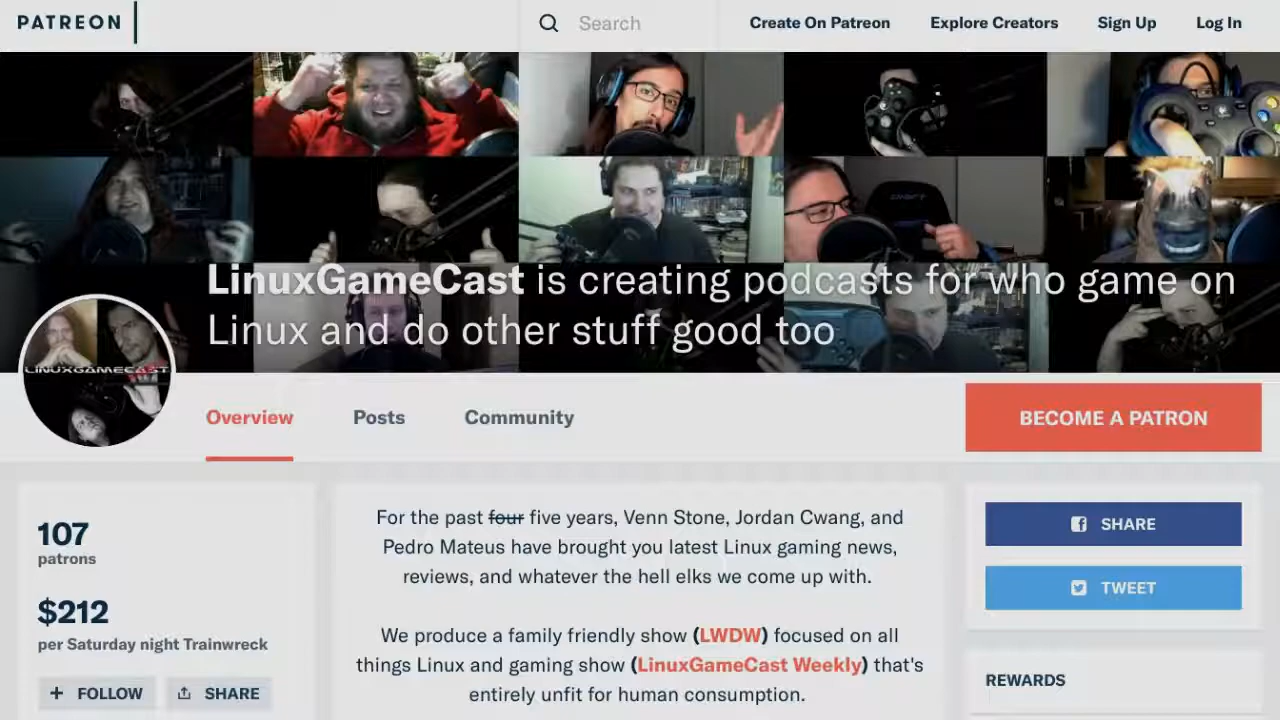 PATREON
Search
Create On Patreon
Explore Creators
Sign Up
Log In
LinuxGameCast is creating podcasts for who game on
Linux and do other stuff good too
LINUXGAMECAST
Overview
Posts
Community
BECOME A PATRON
107
patrons
$212
per Saturday night Trainwreck
+ FOLLOW
SHARE
For the past four five years, Venn Stone, Jordan Cwang, and
Pedro Mateus have brought you latest Linux gaming news,
reviews, and whatever the hell elks we come up with.
We produce a family friendly show (LWDW) focused on all
things Linux and gaming show (LinuxGameCast Weekly) that's
entirely unfit for human consumption.
SHARE
TWEET
REWARDS